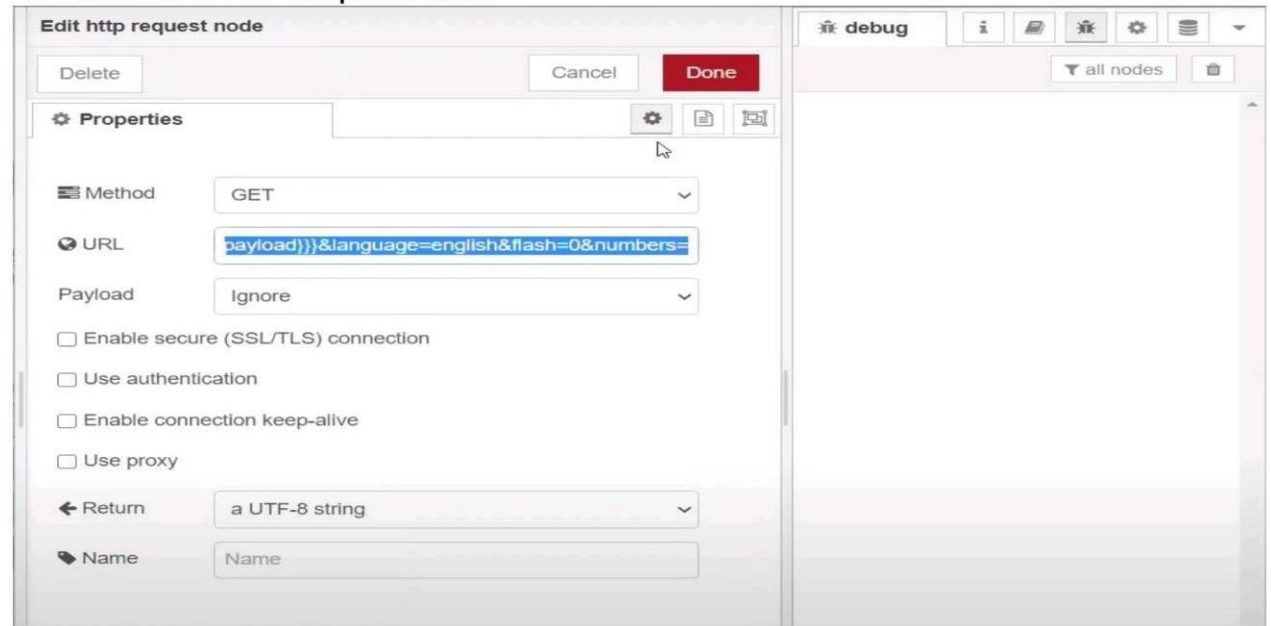 Edit http request node
debug
Delete
Cancel
Done
all nodes
Properties
Method
GET
URL
payload}}}&language=english&flash=0&numbers=
Payload
Ignore
Enable secure (SSL/TLS) connection
Use authentication
Enable connection keep-alive
Use proxy
Return
a UTF-8 string
Name
Name